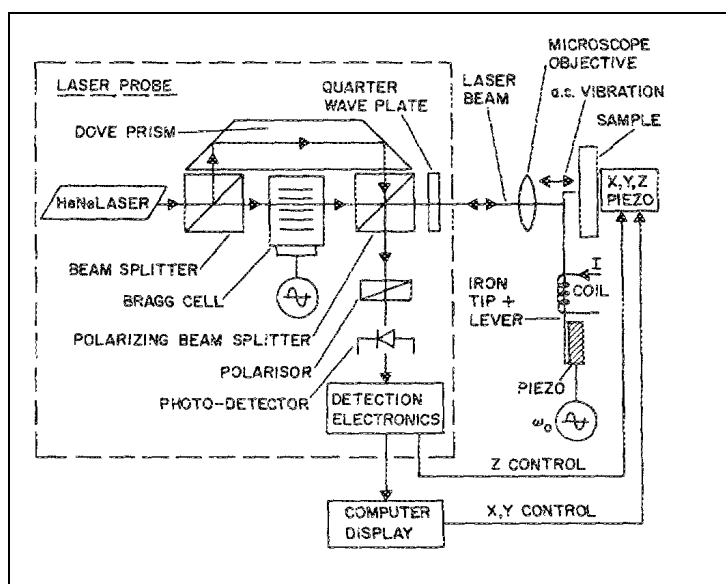 MICROSCOPE
OBJECTIVE
LASER PROBE
QUARTER
WAVE PLATE
LASER
BEAM
a.c. VIBRATION
SAMPLE
DOVE PRISM
HeNeLASER
X,Y,Z
PIEZO
BEAM SPLITTER
BRAGG CELL
I
COIL
IRON
TIP +
LEVER
POLARIZING BEAM SPLITTER
POLARISOR
PHOTO-DETECTOR
PIEZO
DETECTION
ELECTRONICS
ω₀
Z CONTROL
COMPUTER
DISPLAY
X,Y CONTROL